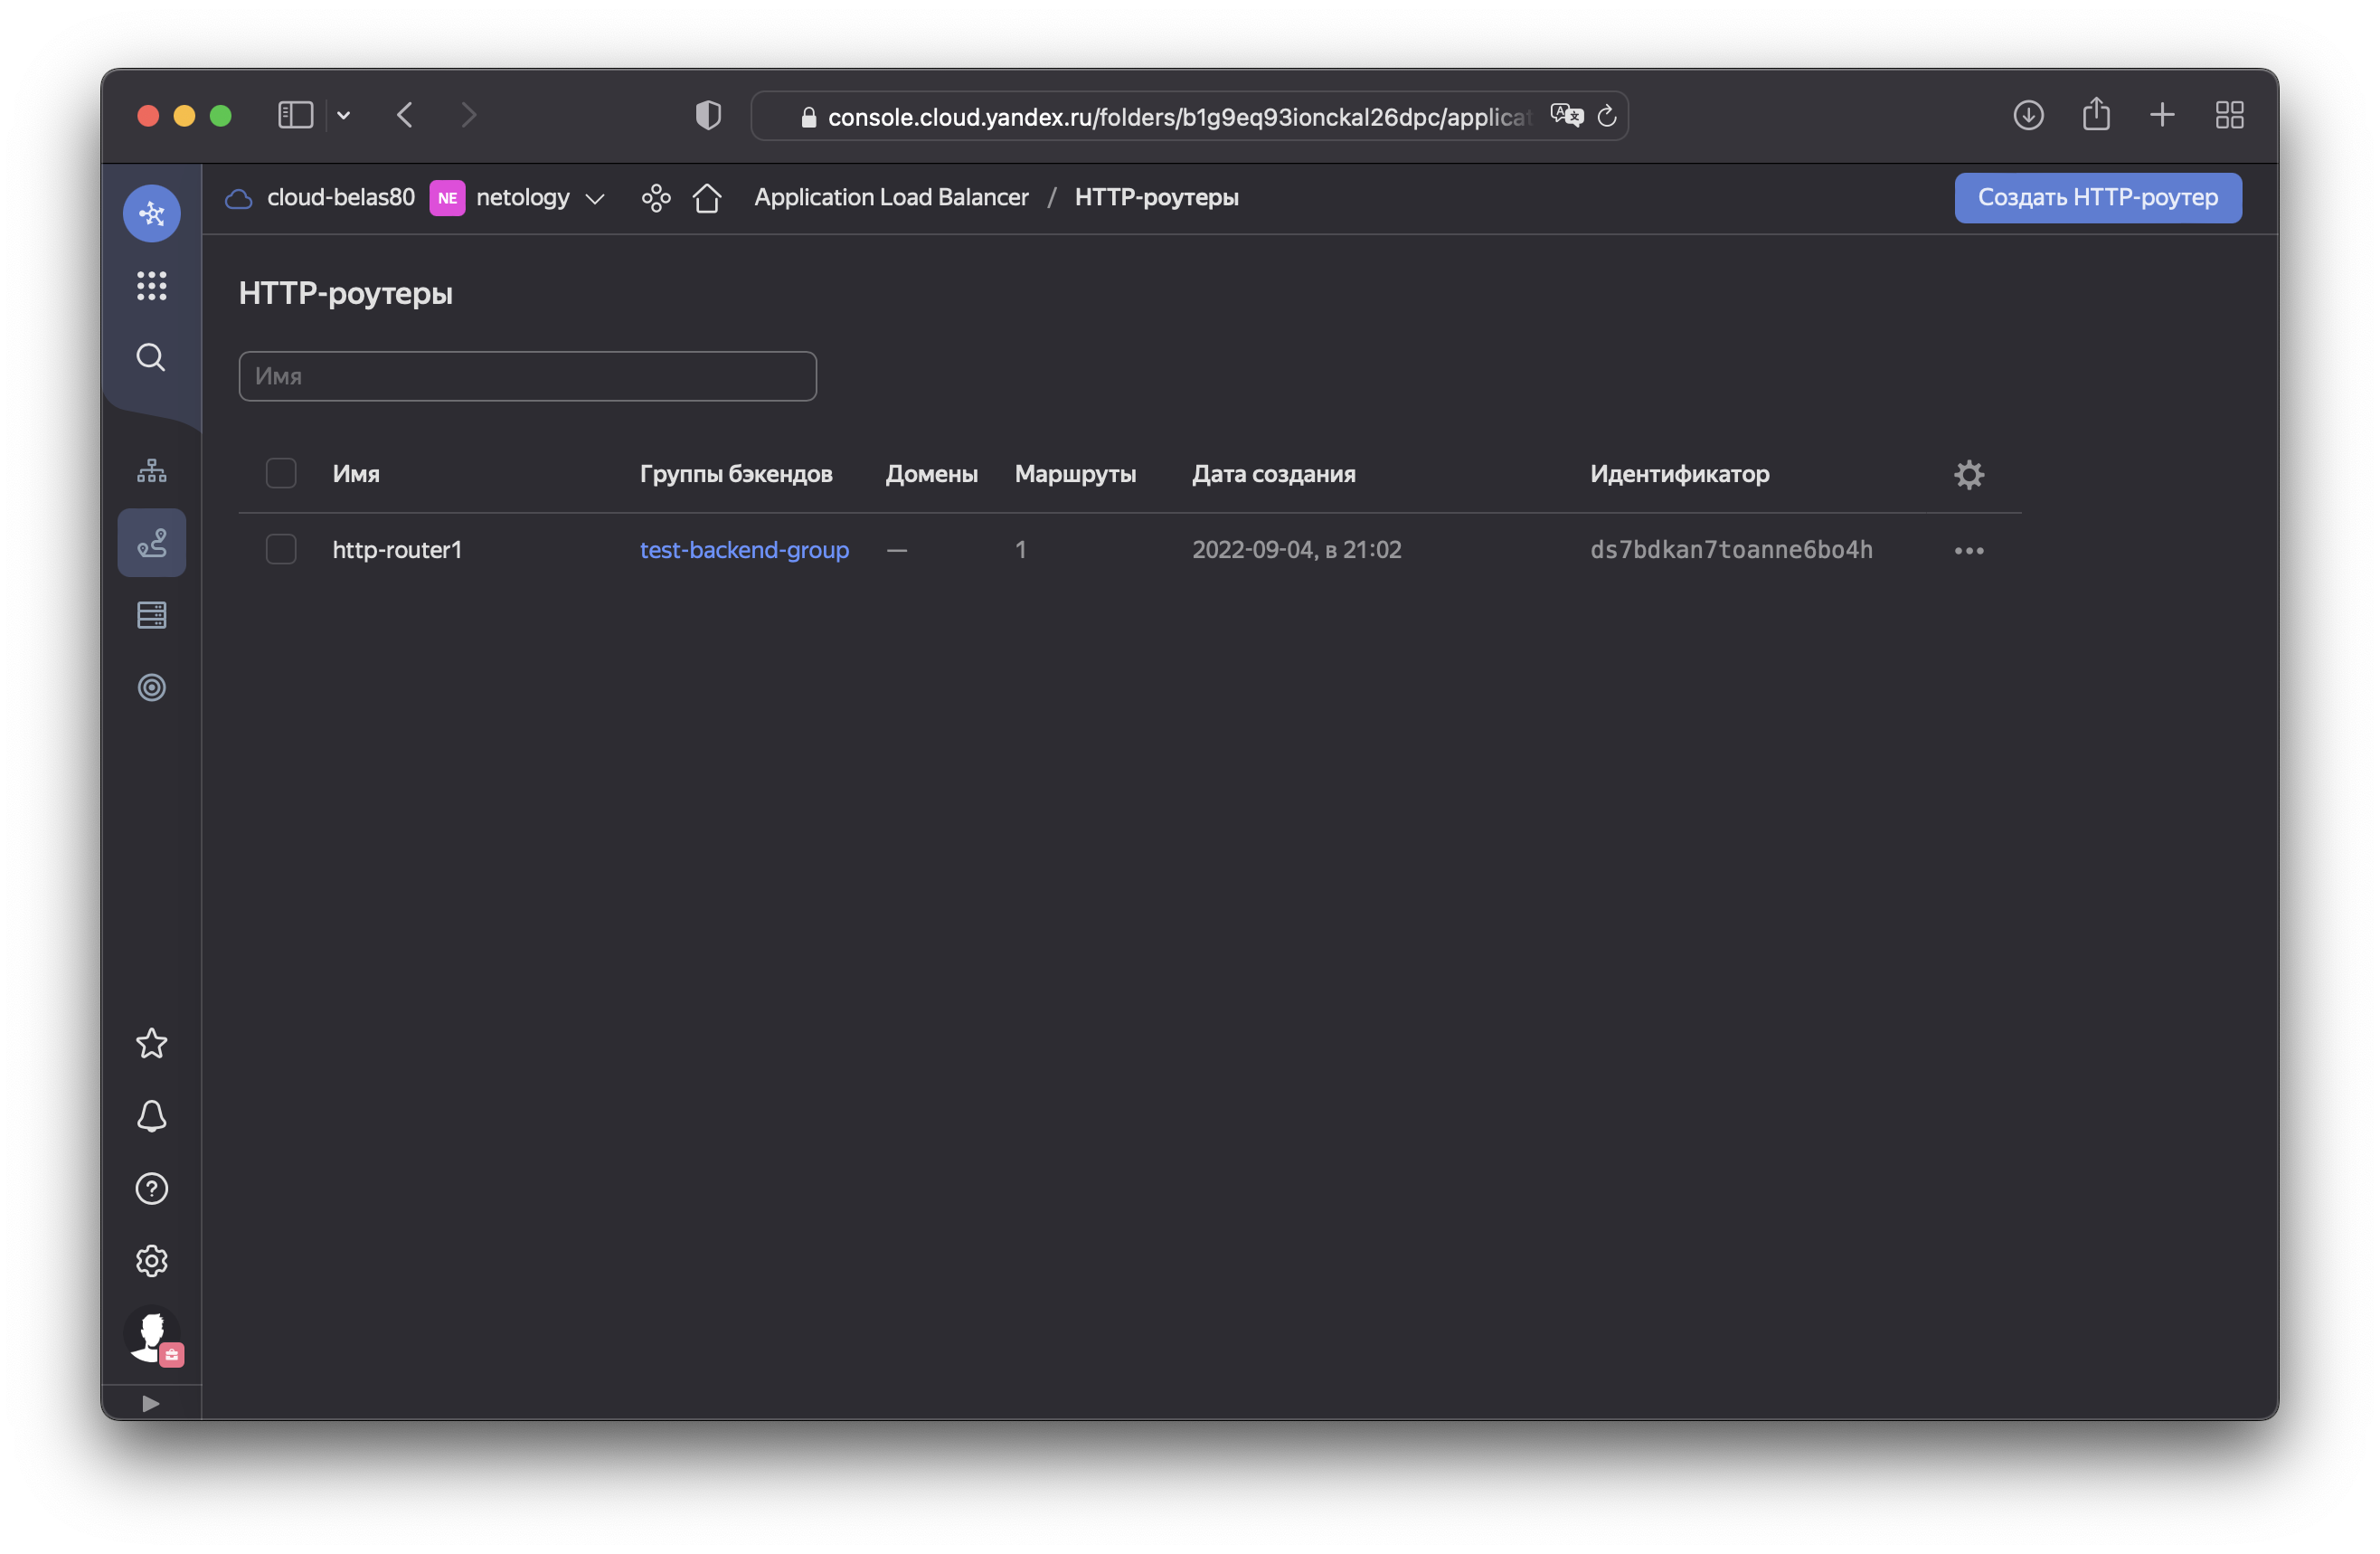 console.cloud.yandex.ru/folders/b1g9eq93ionckal26dpc/applicat
cloud-belas80 NE netology Application Load Balancer / HTTP-роутеры Создать HTTP-роутер
HTTP-роутеры
Имя
Имя Группы бэкендов Домены Маршруты Дата создания Идентификатор
http-router1 test-backend-group — 1 2022-09-04, в 21:02 ds7bdkan7toanne6bo4h